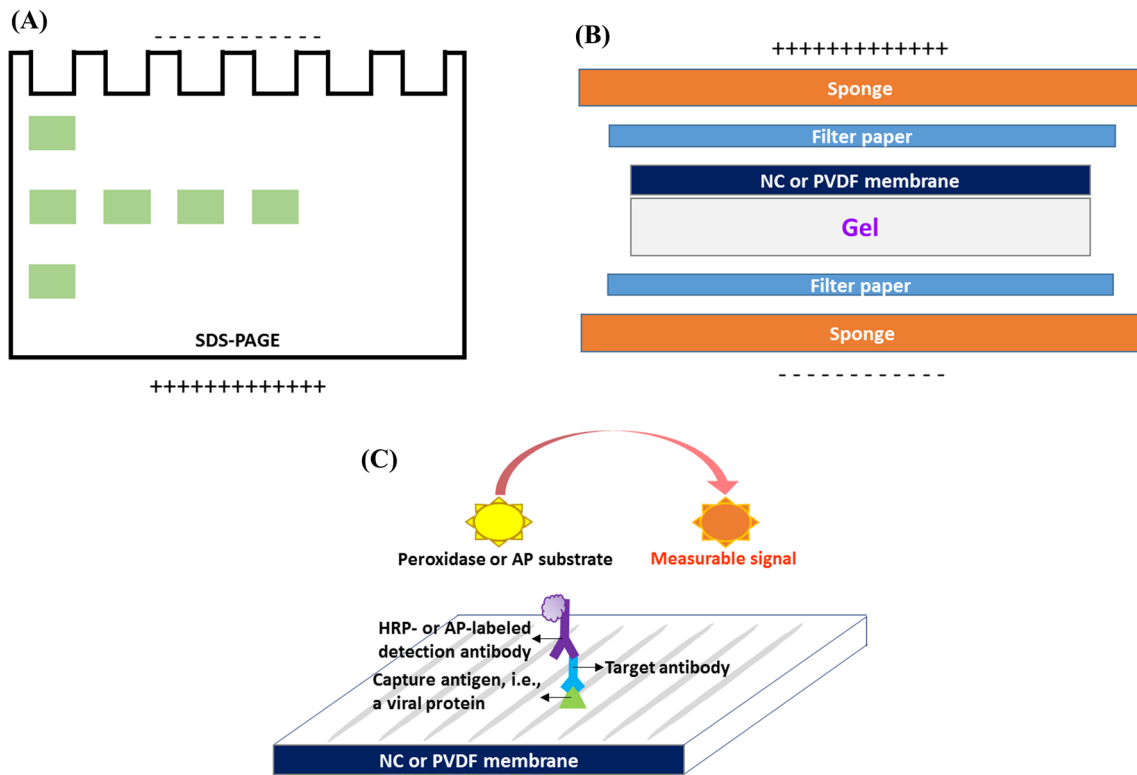 (A)
- - - - - - - - - - - -
SDS-PAGE
+++++++++++++
(B)
+++++++++++++
Sponge
Filter paper
NC or PVDF membrane
Gel
Filter paper
Sponge
- - - - - - - - - - - -
(C)
Peroxidase or AP substrate
Measurable signal
HRP- or AP-labeled
detection antibody
Target antibody
Capture antigen, i.e.,
a viral protein
NC or PVDF membrane